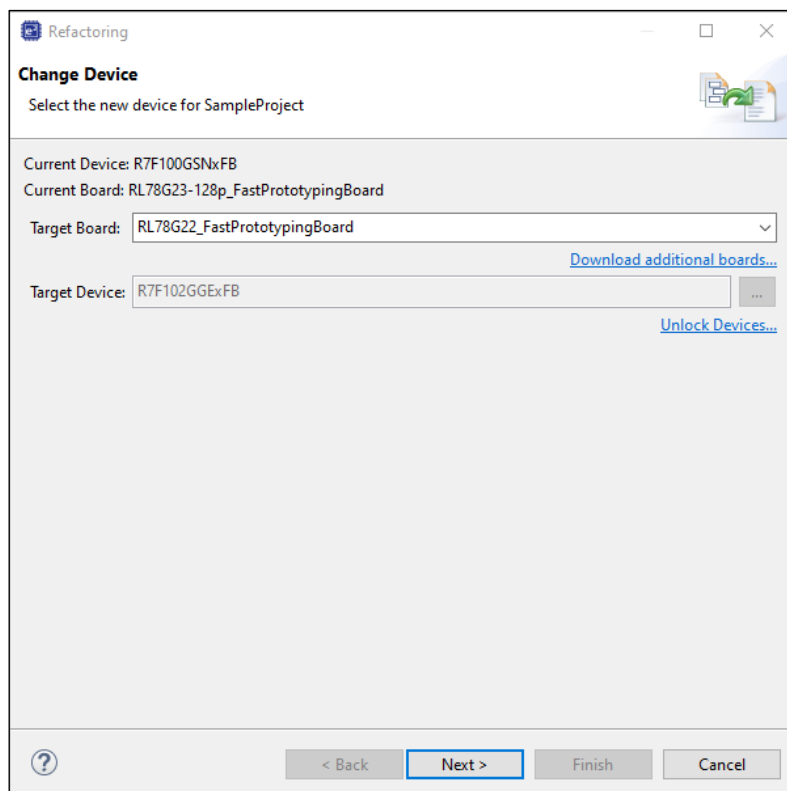 Refactoring
Change Device
Select the new device for SampleProject
Current Device: R7F100GSNxFB
Current Board: RL78G23-128p_FastPrototypingBoard
Target Board: RL78G22_FastPrototypingBoard
Download additional boards...
Target Device: R7F102GGExFB ...
Unlock Devices...
? < Back Next > Finish Cancel